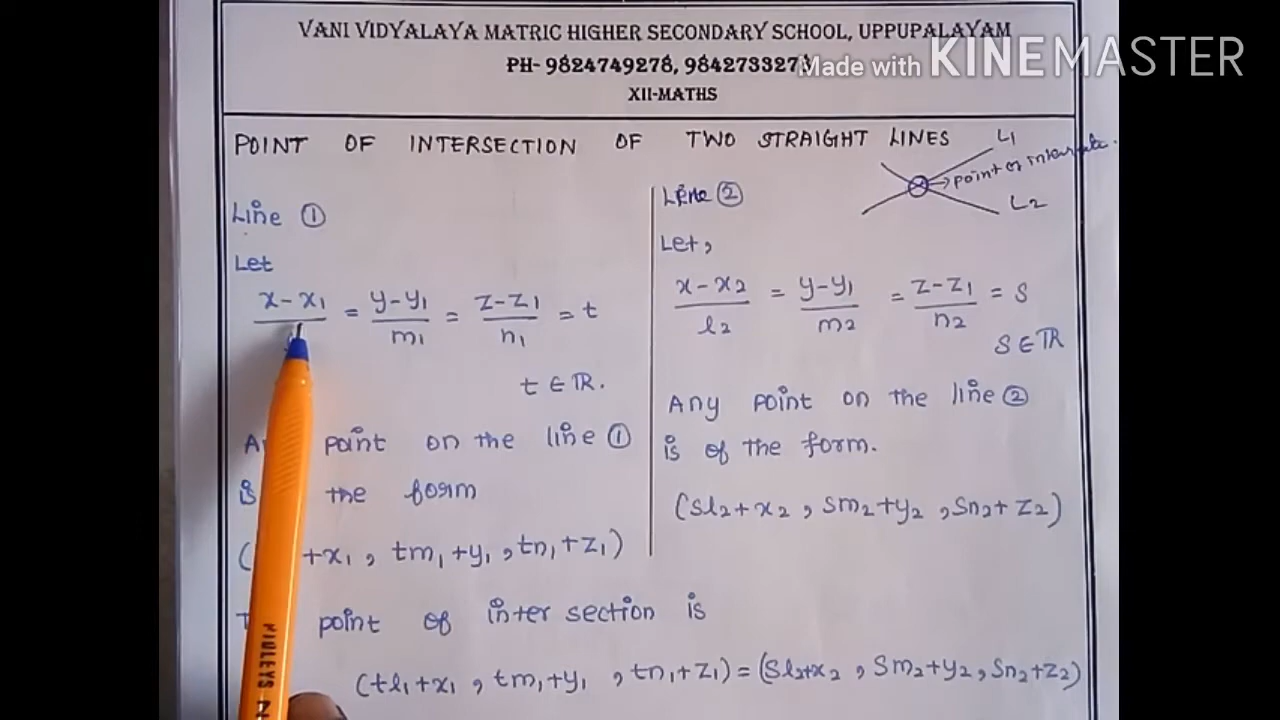 VANI VIDYALAYA MATRIC HIGHER SECONDARY SCHOOL, UPPUPALAYAM
PH- 9824749278, 984273327
Made with KINEMASTER
XII-MATHS
POINT OF INTERSECTION OF TWO STRAIGHT LINES
L1
point of
L2
Line ①
Let
x-x₁ = y-y₁ = z-z₁ = t
m₁ n₁
t ∈ ℝ.
point on the line ①
the form
+x₁, tm₁+y₁, tn₁+z₁)
Line ②
Let,
x-x₂ = y-y₁ = z-z₁ = s
l₂ m₂ n₂
s ∈ ℝ
Any point on the line ②
is of the form.
(sl₂+x₂, sm₂+y₂, sn₂+z₂)
point of inter section is
(tl₁+x₁, tm₁+y₁, tn₁+z₁) = (sl₂+x₂, sm₂+y₂, sn₂+z₂)
KIDLEYS